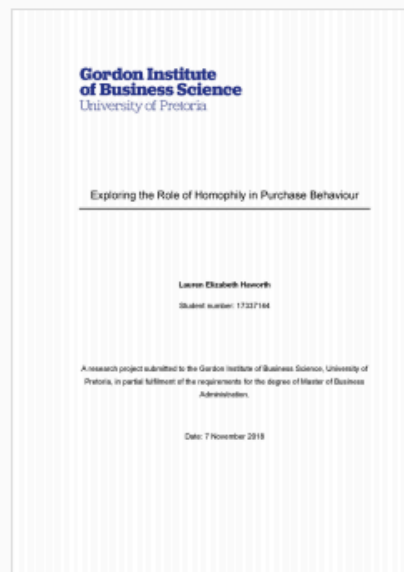 Gordon Institute
of Business Science
University of Pretoria
Exploring the Role of Homophily in Purchase Behaviour
Lauren Elizabeth Haworth
Student number: 17337164
A research project submitted to the Gordon Institute of Business Science, University of
Pretoria, in partial fulfilment of the requirements for the degree of Master of Business
Administration.
Date: 7 November 2018